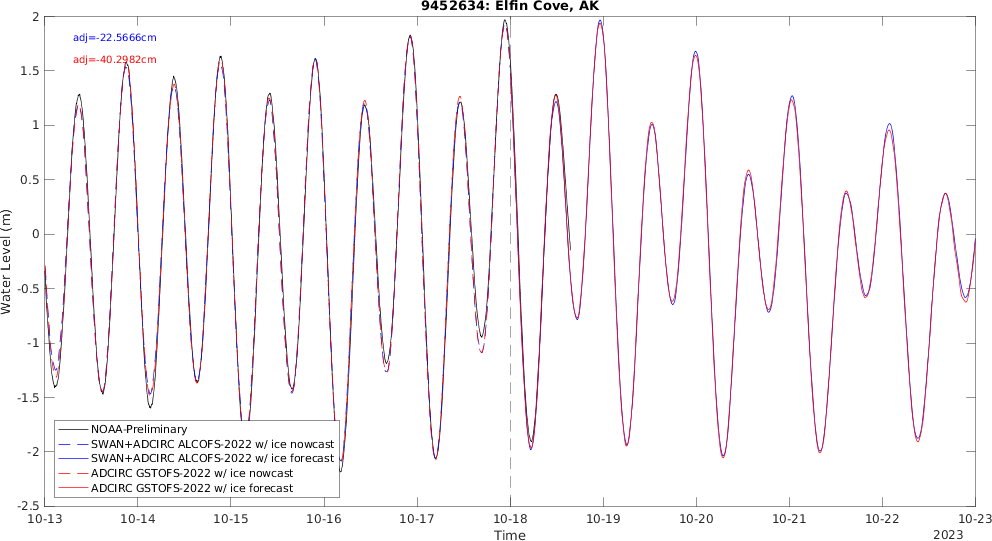 9452634: Elfin Cove, AK
adj=-22.5666cm
adj=-40.2982cm
2
1.5
1
0.5
0
-0.5
-1
-1.5
-2
-2.5
Water Level (m)
NOAA-Preliminary
SWAN+ADCIRC ALCOFS-2022 w/ ice nowcast
SWAN+ADCIRC ALCOFS-2022 w/ ice forecast
ADCIRC GSTOFS-2022 w/ ice nowcast
ADCIRC GSTOFS-2022 w/ ice forecast
10-13 10-14 10-15 10-16 10-17 10-18 10-19 10-20 10-21 10-22 10-23
Time
2023